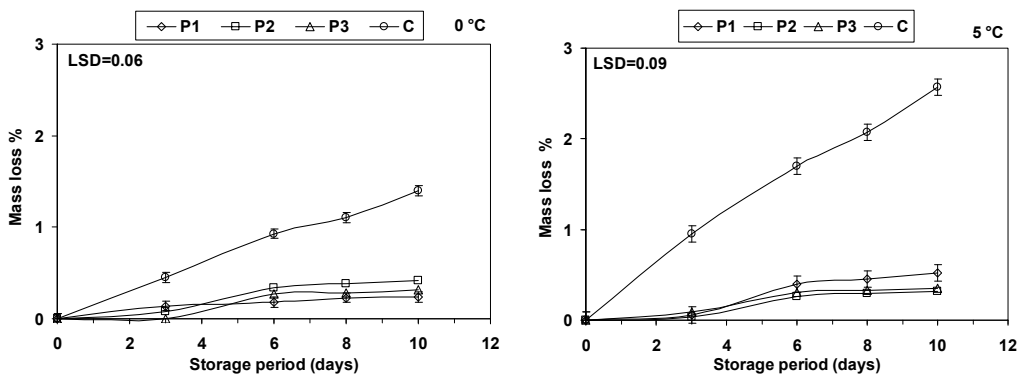 P1 P2 P3 C
0 °C
LSD=0.06
Mass loss %
3
2
1
0
0 2 4 6 8 10 12
Storage period (days)
P1 P2 P3 C
5 °C
LSD=0.09
Mass loss %
3
2
1
0
0 2 4 6 8 10 12
Storage period (days)